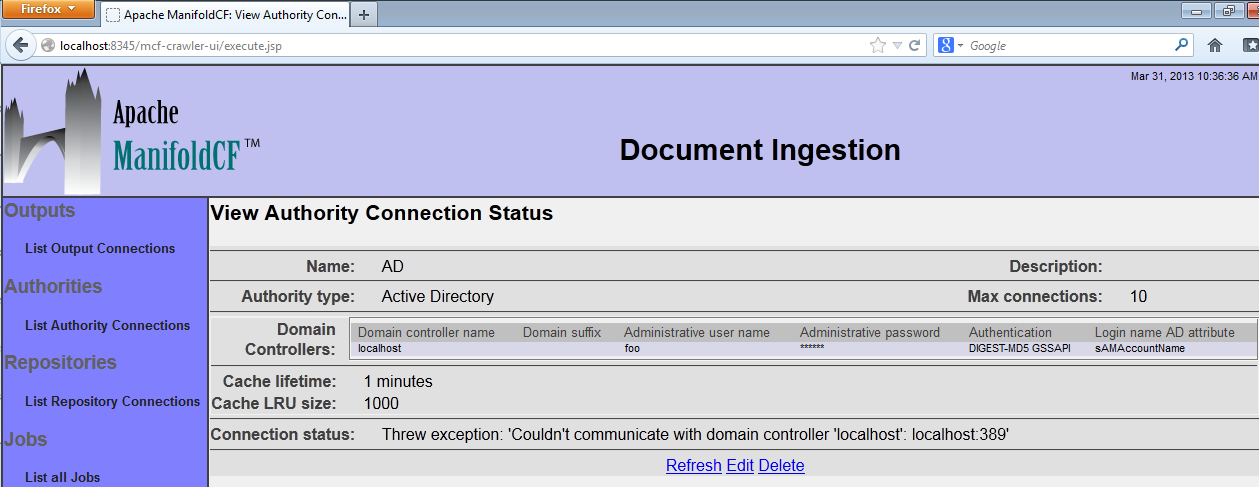 Firefox
Apache ManifoldCF: View Authority Con...
localhost:8345/mcf-crawler-ui/execute.jsp
Google
Mar 31, 2013 10:36:36 AM
Apache
ManifoldCF™
Document Ingestion
Outputs
List Output Connections
Authorities
List Authority Connections
Repositories
List Repository Connections
Jobs
List all Jobs
View Authority Connection Status
Name: AD Description:
Authority type: Active Directory Max connections: 10
Domain Controllers:
Domain controller name Domain suffix Administrative user name Administrative password Authentication Login name AD attribute
localhost foo ****** DIGEST-MD5 GSSAPI sAMAccountName
Cache lifetime: 1 minutes
Cache LRU size: 1000
Connection status: Threw exception: 'Couldn't communicate with domain controller 'localhost': localhost:389'
Refresh Edit Delete